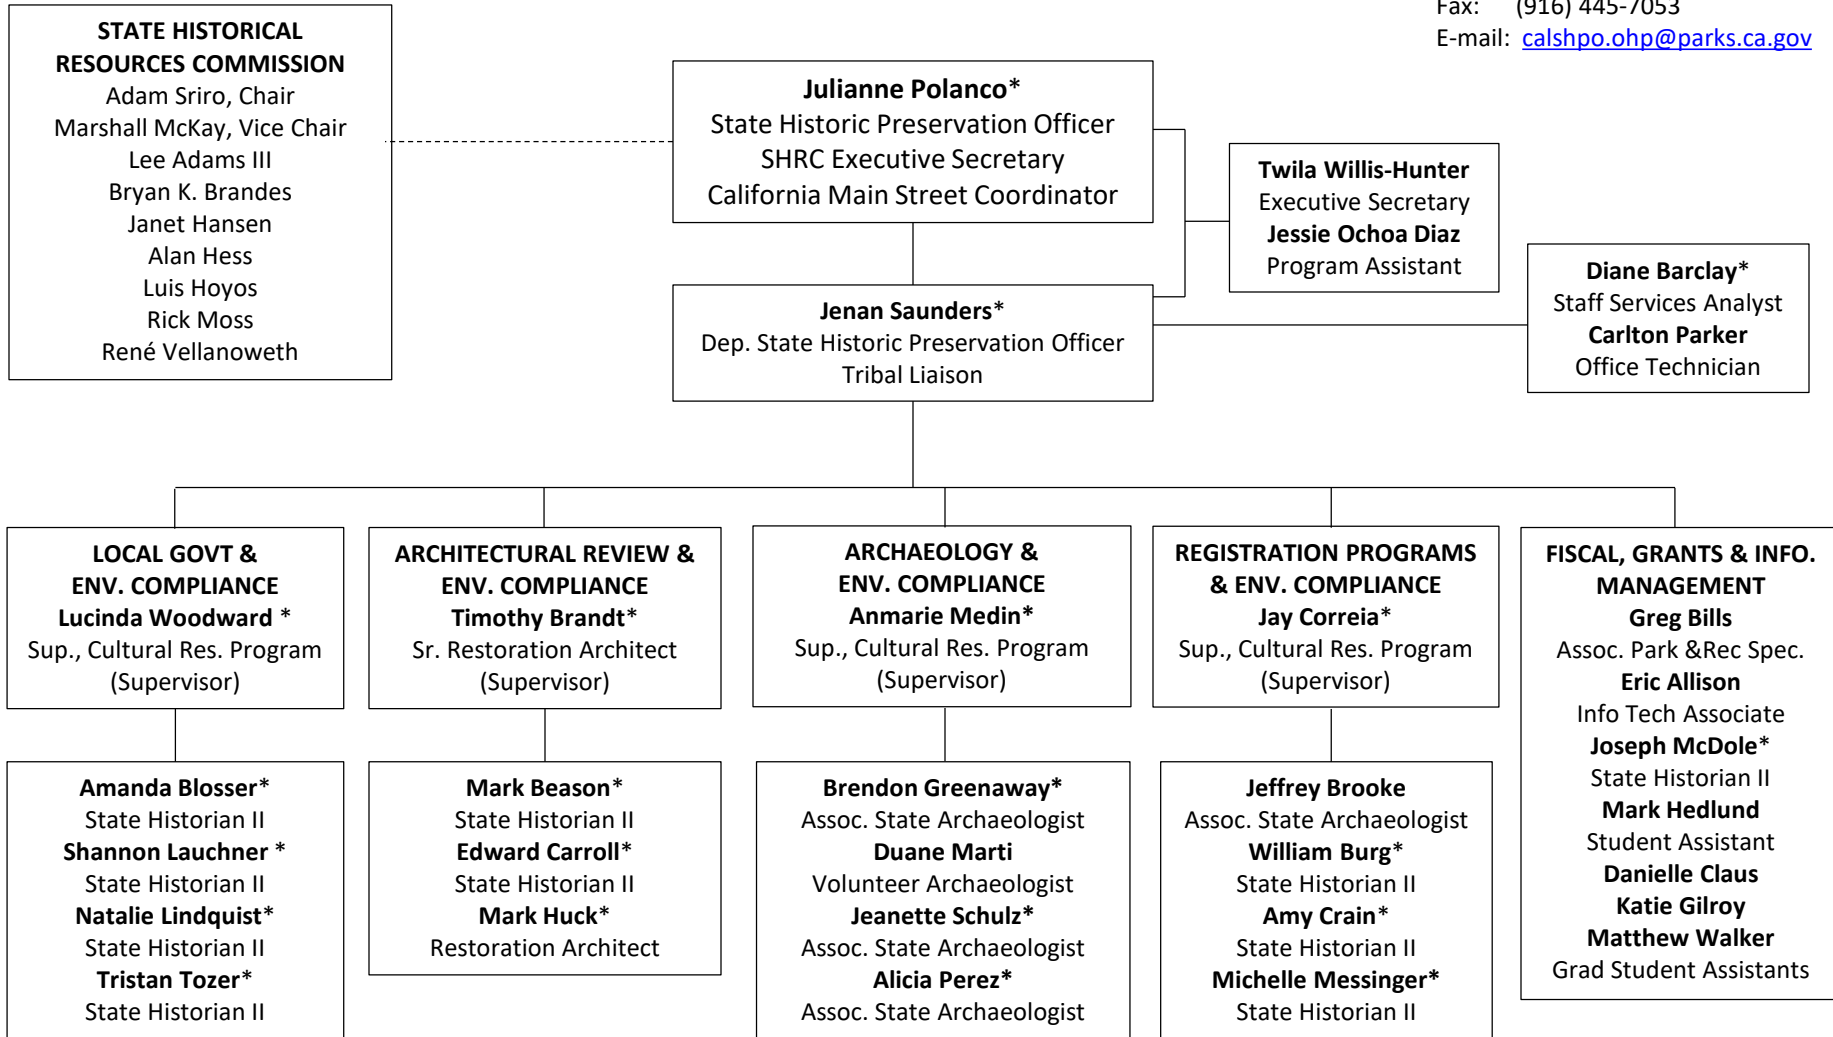 Fax: (916) 445-7053
E-mail: calshpo.ohp@parks.ca.gov
STATE HISTORICAL
RESOURCES COMMISSION
Adam Sriro, Chair
Marshall McKay, Vice Chair
Lee Adams III
Bryan K. Brandes
Janet Hansen
Alan Hess
Luis Hoyos
Rick Moss
René Vellanoweth
Julianne Polanco*
State Historic Preservation Officer
SHRC Executive Secretary
California Main Street Coordinator
Twila Willis-Hunter
Executive Secretary
Jessie Ochoa Diaz
Program Assistant
Jenan Saunders*
Dep. State Historic Preservation Officer
Tribal Liaison
Diane Barclay*
Staff Services Analyst
Carlton Parker
Office Technician
LOCAL GOVT &
ENV. COMPLIANCE
Lucinda Woodward *
Sup., Cultural Res. Program
(Supervisor)
Amanda Blosser*
State Historian II
Shannon Lauchner *
State Historian II
Natalie Lindquist*
State Historian II
Tristan Tozer*
State Historian II
ARCHITECTURAL REVIEW &
ENV. COMPLIANCE
Timothy Brandt*
Sr. Restoration Architect
(Supervisor)
Mark Beason*
State Historian II
Edward Carroll*
State Historian II
Mark Huck*
Restoration Architect
ARCHAEOLOGY &
ENV. COMPLIANCE
Anmarie Medin*
Sup., Cultural Res. Program
(Supervisor)
Brendon Greenaway*
Assoc. State Archaeologist
Duane Marti
Volunteer Archaeologist
Jeanette Schulz*
Assoc. State Archaeologist
Alicia Perez*
Assoc. State Archaeologist
REGISTRATION PROGRAMS
& ENV. COMPLIANCE
Jay Correia*
Sup., Cultural Res. Program
(Supervisor)
Jeffrey Brooke
Assoc. State Archaeologist
William Burg*
State Historian II
Amy Crain*
State Historian II
Michelle Messinger*
State Historian II
FISCAL, GRANTS & INFO.
MANAGEMENT
Greg Bills
Assoc. Park &Rec Spec.
Eric Allison
Info Tech Associate
Joseph McDole*
State Historian II
Mark Hedlund
Student Assistant
Danielle Claus
Katie Gilroy
Matthew Walker
Grad Student Assistants